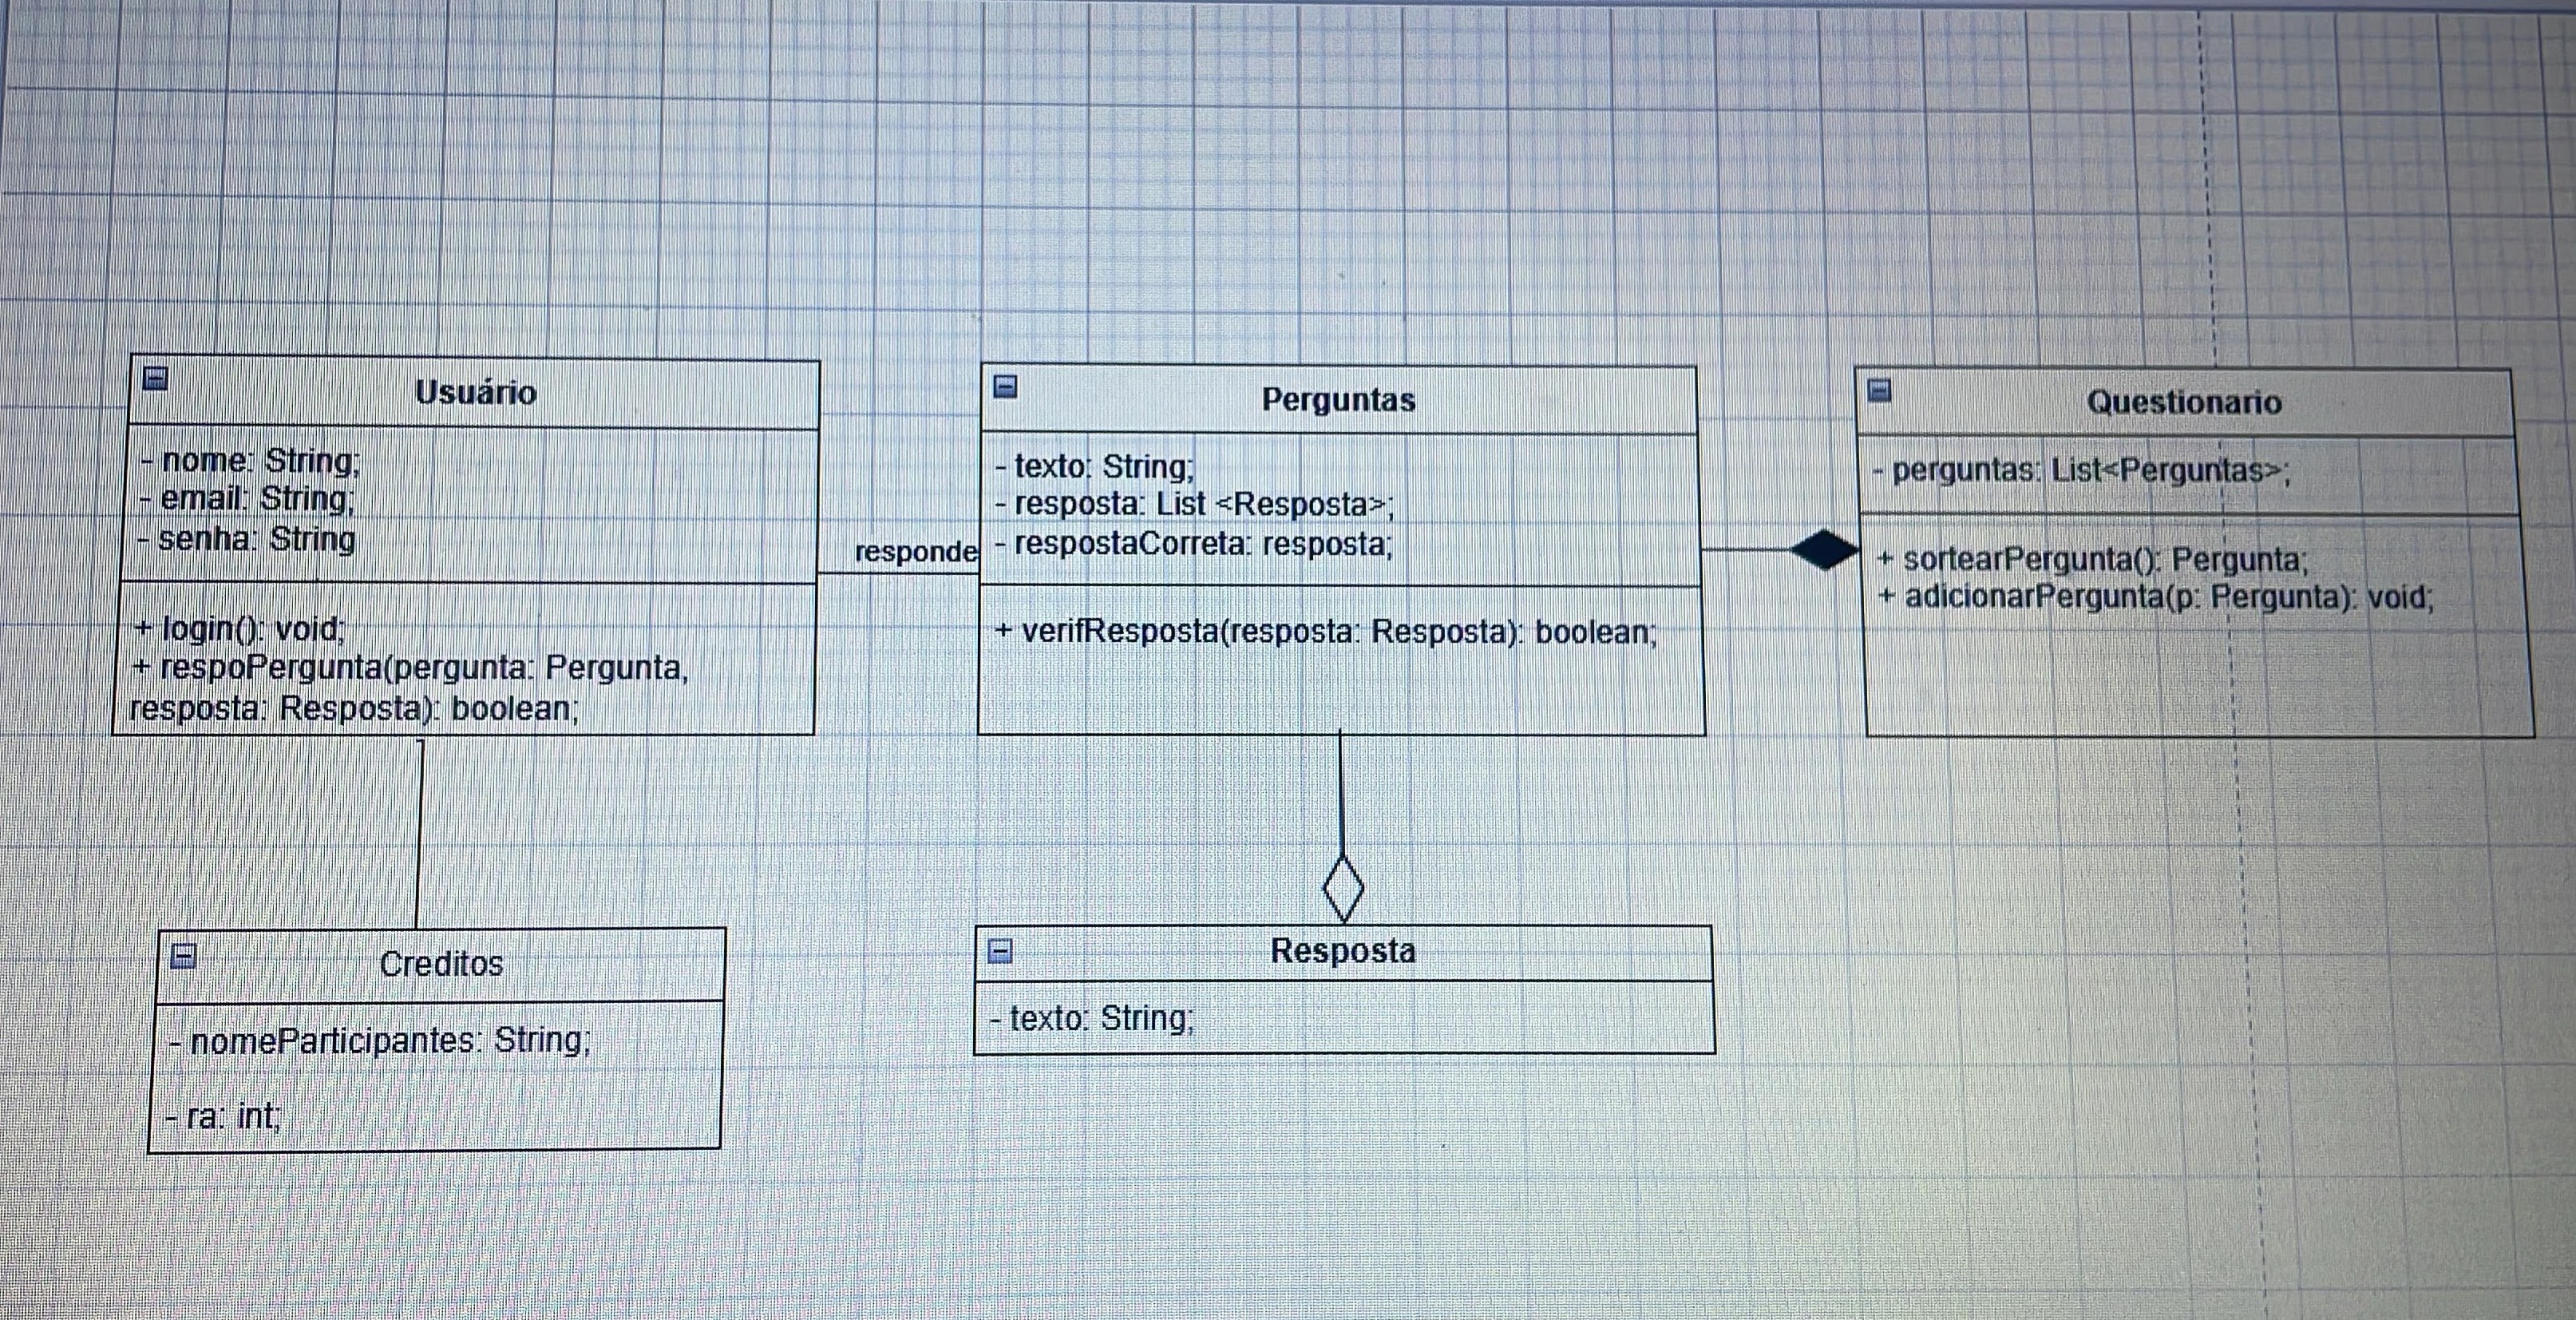 Usuário
- nome: String;
- email: String;
- senha: String
+ login(): void;
+ respoPergunta(pergunta: Pergunta,
resposta: Resposta): boolean;
responde
Perguntas
- texto: String;
- resposta: List <Resposta>;
- respostaCorreta: resposta;
+ verifResposta(resposta: Resposta): boolean;
Questionario
- perguntas: List<Perguntas>;
+ sortearPergunta(): Pergunta;
+ adicionarPergunta(p: Pergunta): void;
Creditos
- nomeParticipantes: String;
- ra: int;
Resposta
- texto: String;